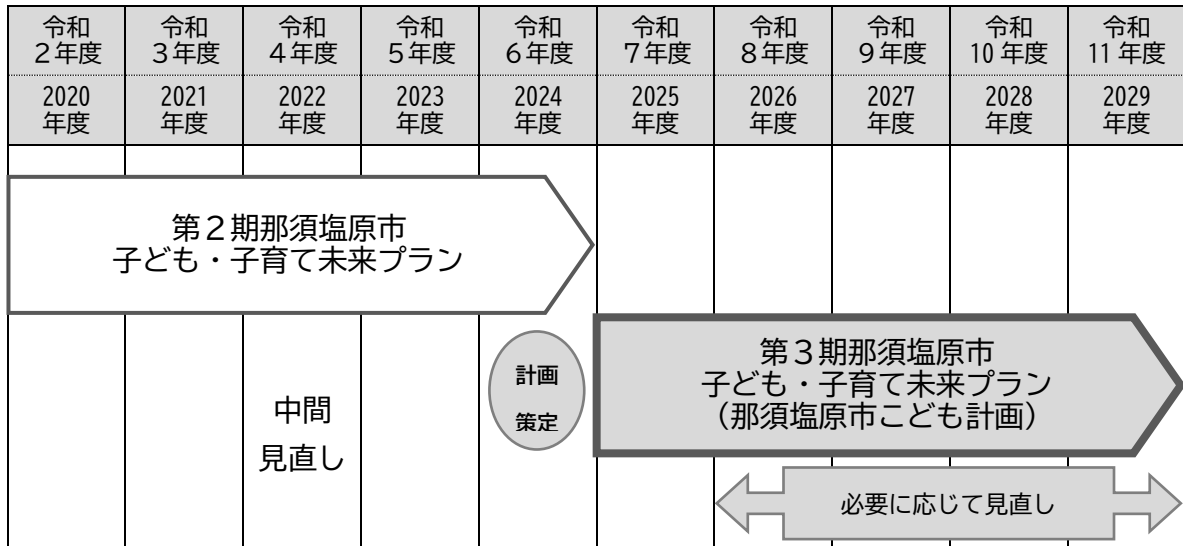 令和 令和 令和 令和 令和 令和 令和 令和 令和 令和
2年度 3年度 4年度 5年度 6年度 7年度 8年度 9年度 10年度 11年度
2020 2021 2022 2023 2024 2025 2026 2027 2028 2029
年度 年度 年度 年度 年度 年度 年度 年度 年度 年度
第2期那須塩原市
子ども・子育て未来プラン
中間
見直し
計画
策定
第3期那須塩原市
子ども・子育て未来プラン
(那須塩原市こども計画)
必要に応じて見直し